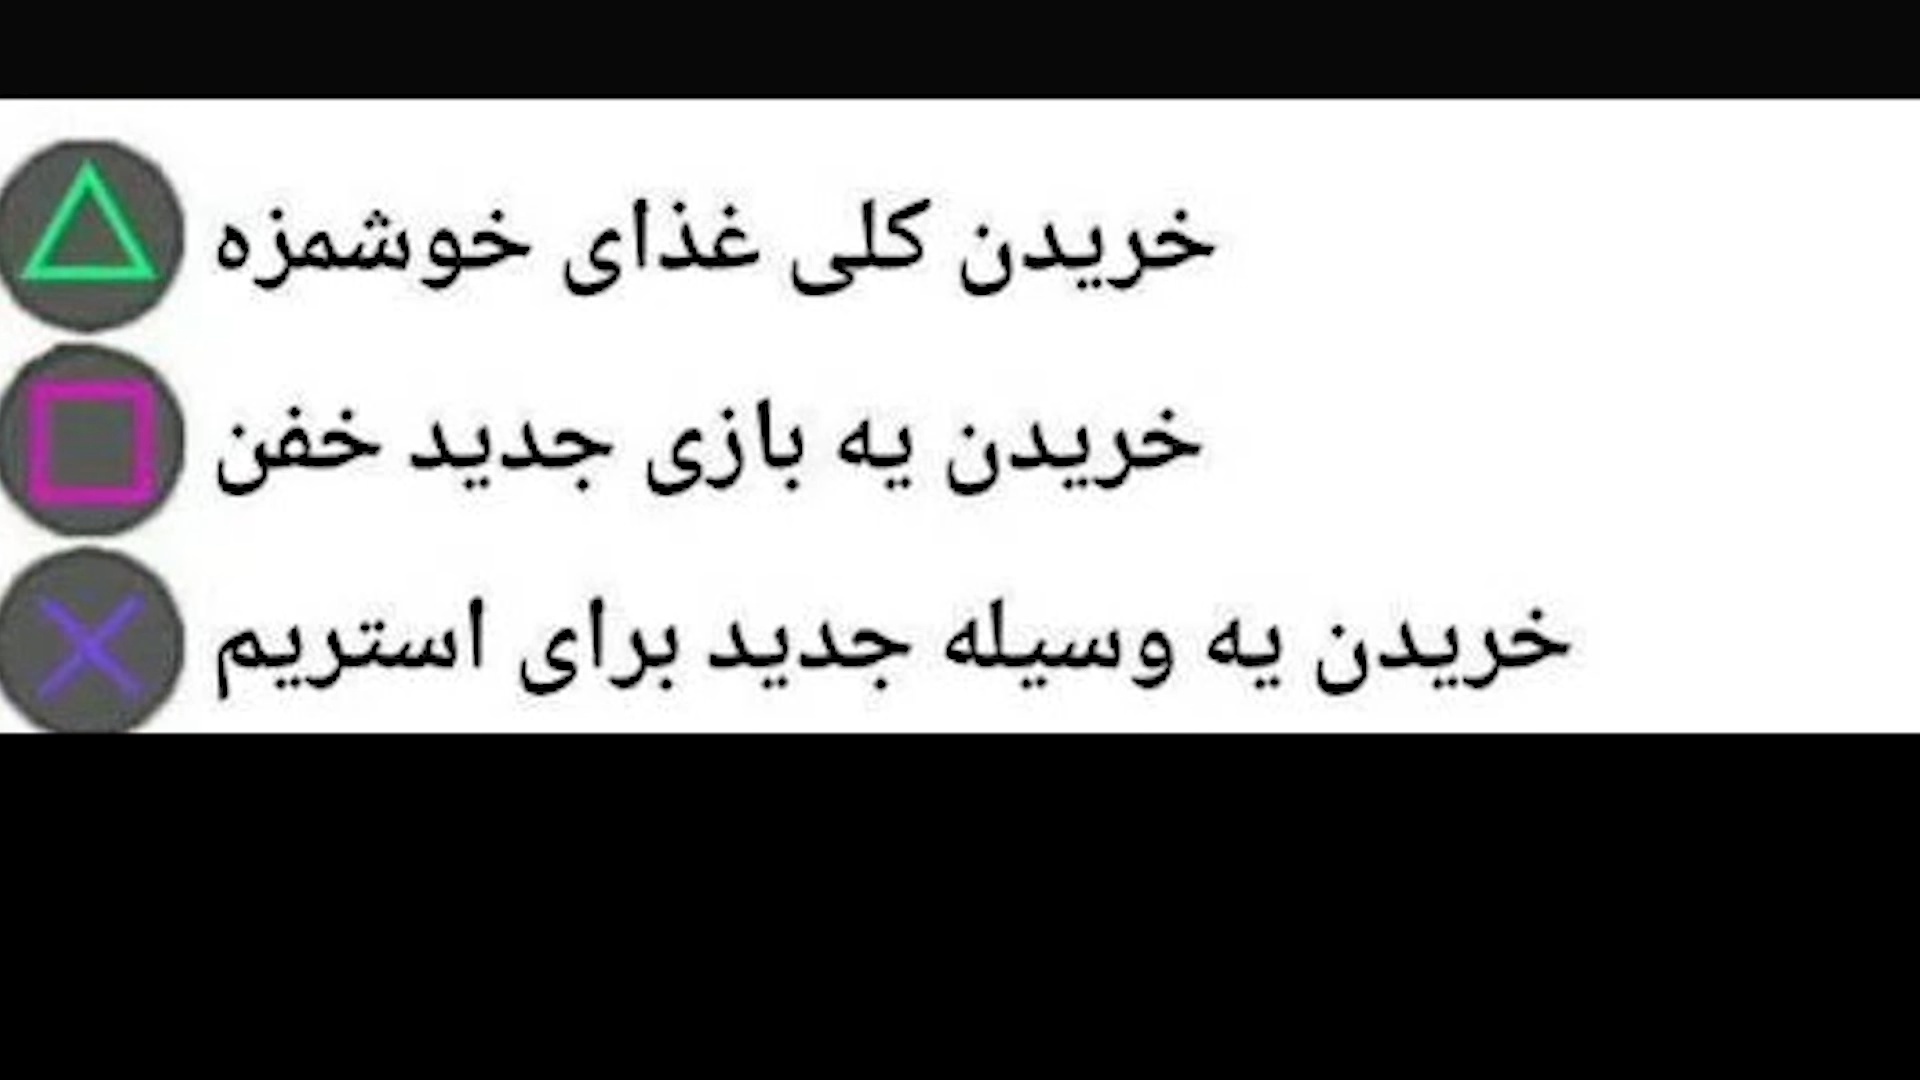 خریدن کلی غذای خوشمزه
خریدن یه بازی جدید خفن
خریدن یه وسیله جدید برای استریم